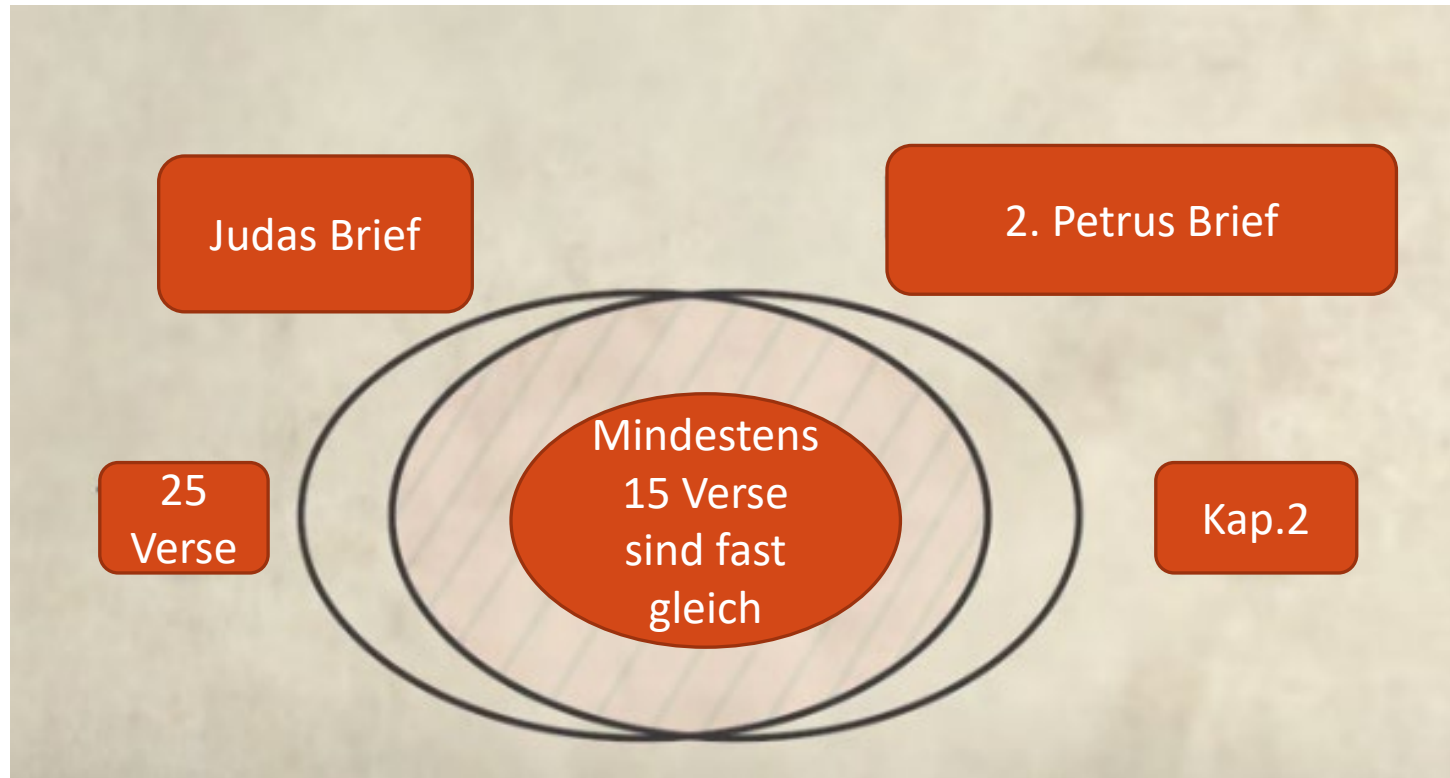 Judas Brief
2. Petrus Brief
25
Verse
Mindestens
15 Verse
sind fast
gleich
Kap.2